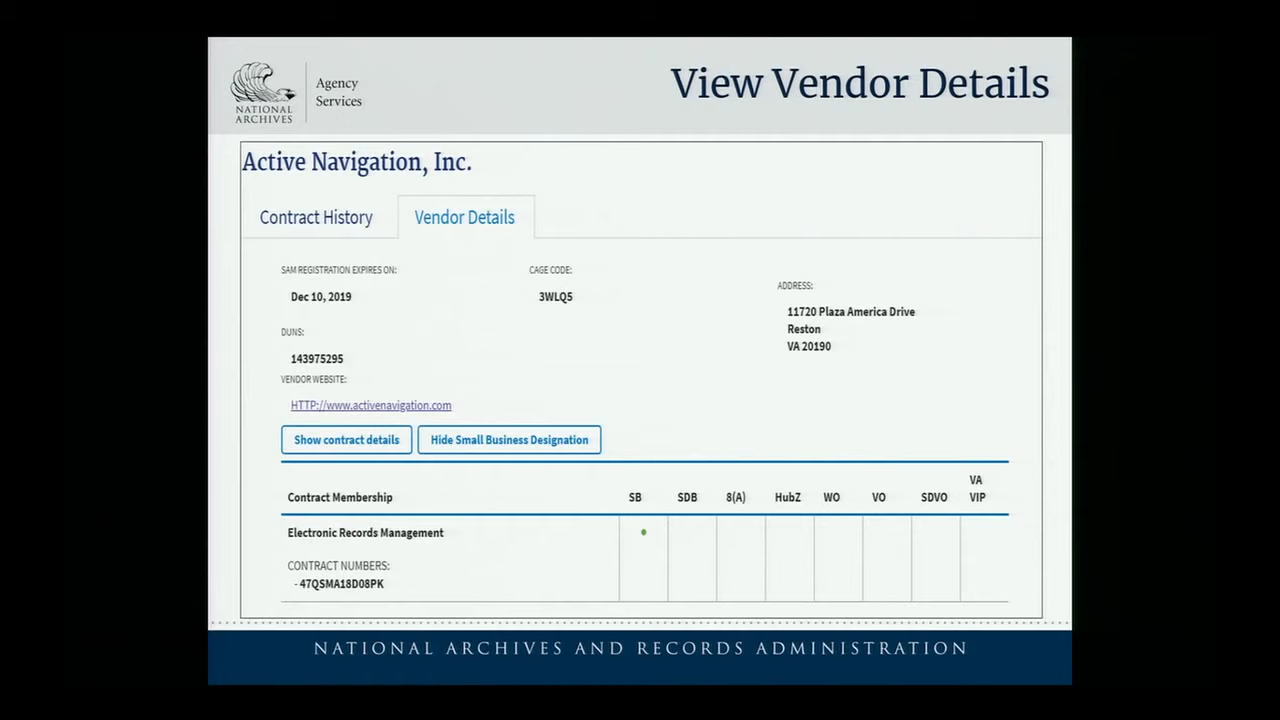 NATIONAL
ARCHIVES
Agency
Services
View Vendor Details
Active Navigation, Inc.
Contract History
Vendor Details
SAM REGISTRATION EXPIRES ON:
Dec 10, 2019
CAGE CODE:
3WLQ5
ADDRESS:
11720 Plaza America Drive
Reston
VA 20190
DUNS:
143975295
VENDOR WEBSITE:
HTTP://www.activenavigation.com
Show contract details
Hide Small Business Designation
Contract Membership SB SDB 8(A) HubZ WO VO SDVO VA VIP
Electronic Records Management
CONTRACT NUMBERS:
- 47QSMA18D08PK
NATIONAL ARCHIVES AND RECORDS ADMINISTRATION